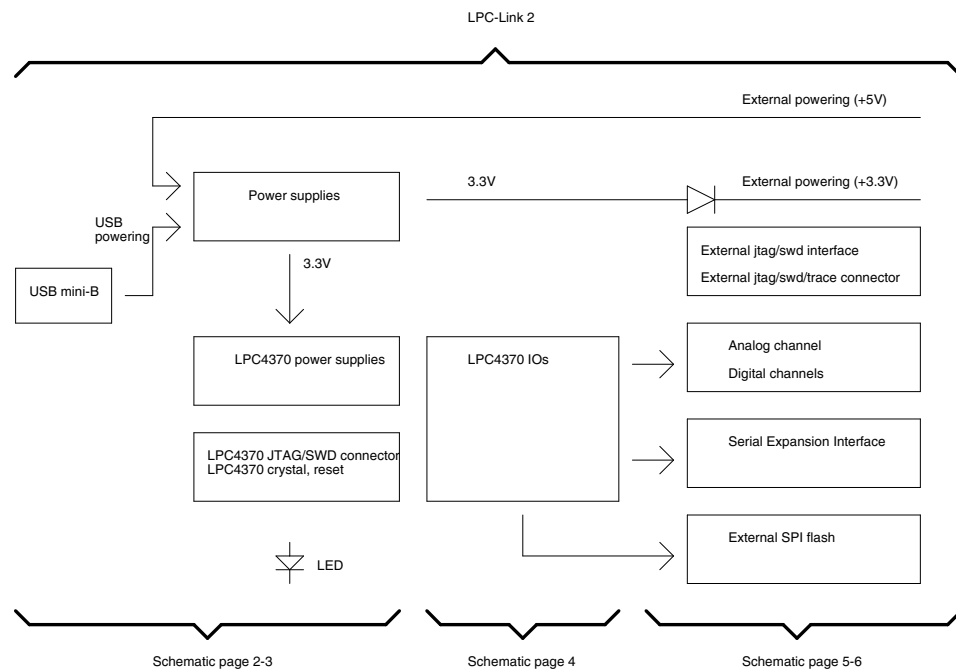 LPC-Link 2
External powering (+5V)
Power supplies
3.3V
External powering (+3.3V)
USB
powering
External jtag/swd interface
3.3V
External jtag/swd/trace connector
USB mini-B
LPC4370 power supplies
LPC4370 IOs
Analog channel
Digital channels
LPC4370 JTAG/SWD connector
LPC4370 crystal, reset
Serial Expansion Interface
External SPI flash
LED
Schematic page 2-3
Schematic page 4
Schematic page 5-6